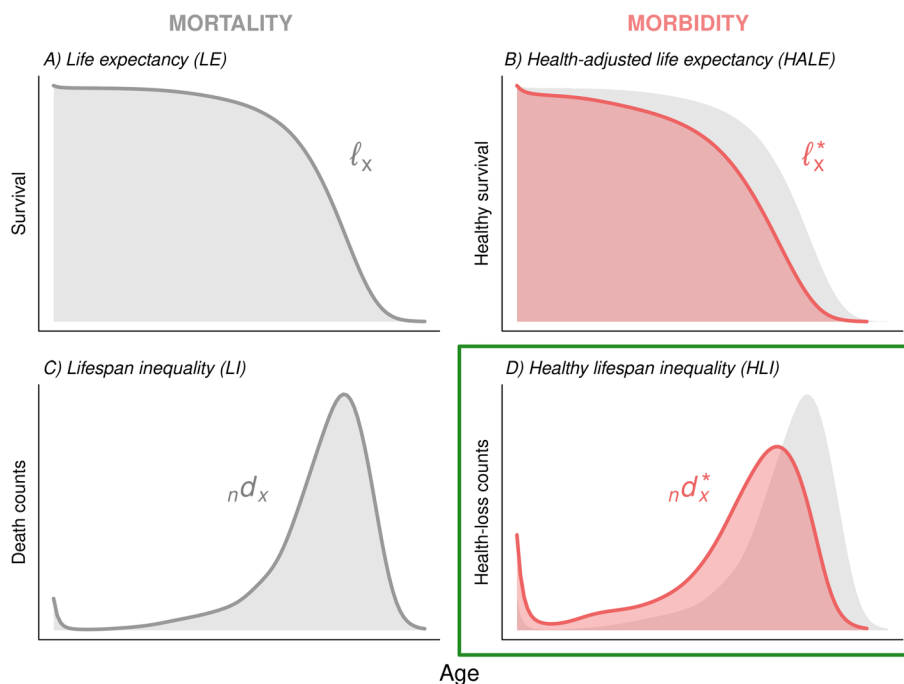 MORTALITY
MORBIDITY
A) Life expectancy (LE)
B) Health-adjusted life expectancy (HALE)
Survival
ℓx
Healthy survival
ℓ*x
C) Lifespan inequality (LI)
D) Healthy lifespan inequality (HLI)
Death counts
ndx
Health-loss counts
nd*x
Age